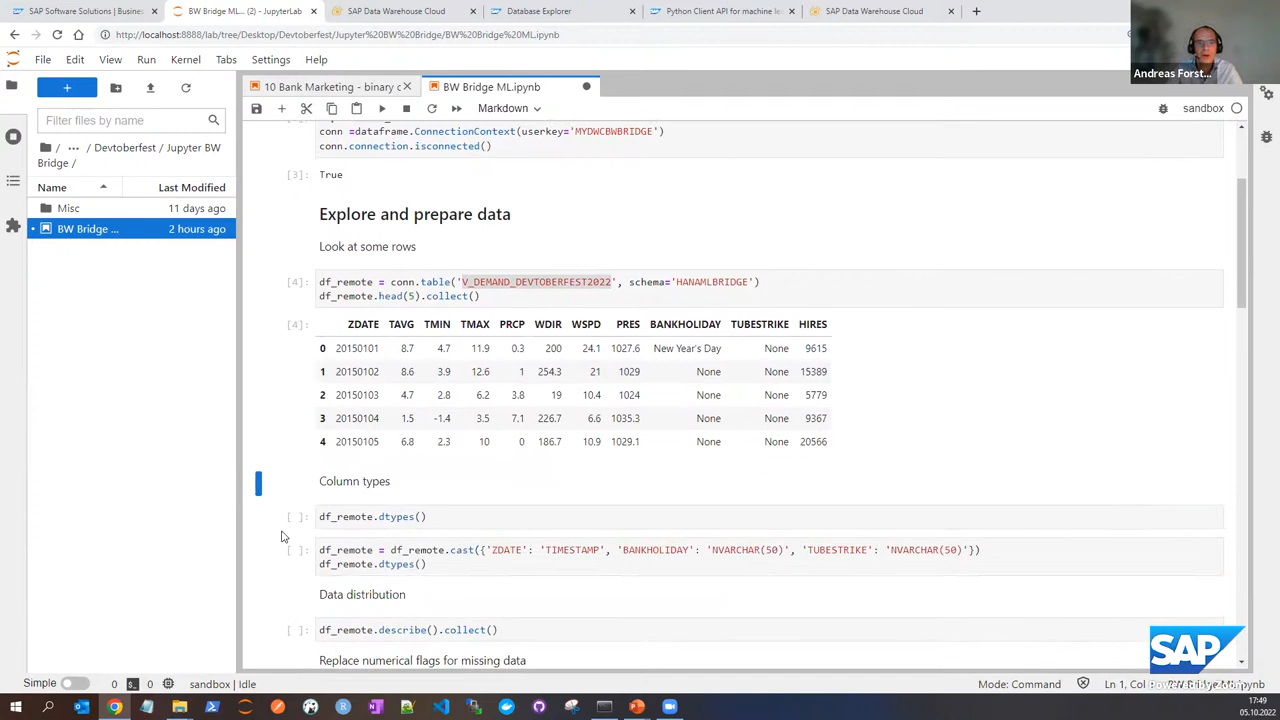 SAP Software Solutions | Busines
BW Bridge ML... (2) - JupyterLab
SAP Data Warehouse Cloud
Database Explorer
Python Client API for machine le
SAP Data Warehouse Cloud
http://localhost:8888/lab/tree/Desktop/Devtoberfest/Jupyter%20BW%20Bridge/BW%20Bridge%20ML.ipynb
Andreas Forst...
File Edit View Run Kernel Tabs Settings Help
10 Bank Marketing - binary c
BW Bridge ML.ipynb
Markdown
sandbox
Filter files by name
/ ... / Devtoberfest / Jupyter BW
Bridge /
Name Last Modified
Misc 11 days ago
BW Bridge ... 2 hours ago
conn =dataframe.ConnectionContext(userkey='MYDWCBWBRIDGE')
conn.connection.isconnected()
[3]: True
Explore and prepare data
Look at some rows
[4]: df_remote = conn.table('V_DEMAND_DEVTOBERFEST2022', schema='HANAMLBRIDGE')
df_remote.head(5).collect()
[4]: ZDATE TAVG TMIN TMAX PRCP WDIR WSPD PRES BANKHOLIDAY TUBESTRIKE HIRES
0 20150101 8.7 4.7 11.9 0.3 200 24.1 1027.6 New Year's Day None 9615
1 20150102 8.6 3.9 12.6 1 254.3 21 1029 None None 15389
2 20150103 4.7 2.8 6.2 3.8 19 10.4 1024 None None 5779
3 20150104 1.5 -1.4 3.5 7.1 226.7 6.6 1035.3 None None 9367
4 20150105 6.8 2.3 10 0 186.7 10.9 1029.1 None None 20566
Column types
[ ]: df_remote.dtypes()
[ ]: df_remote = df_remote.cast({'ZDATE': 'TIMESTAMP', 'BANKHOLIDAY': 'NVARCHAR(50)', 'TUBESTRIKE': 'NVARCHAR(50)'})
df_remote.dtypes()
Data distribution
[ ]: df_remote.describe().collect()
Replace numerical flags for missing data
SAP
Simple 0 0 sandbox | Idle
Mode: Command Ln 1, Col
17:49
05.10.2022